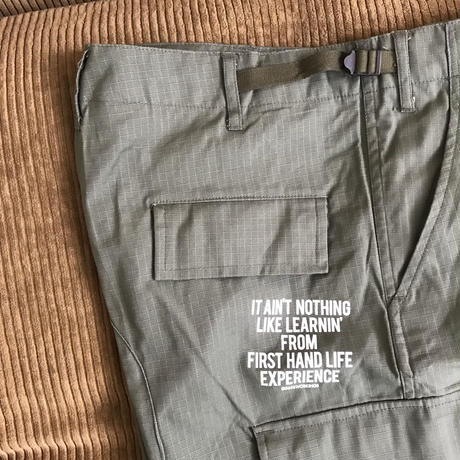 IT AIN'T NOTHING
LIKE LEARNIN'
FROM
FIRST HAND LIFE
EXPERIENCE